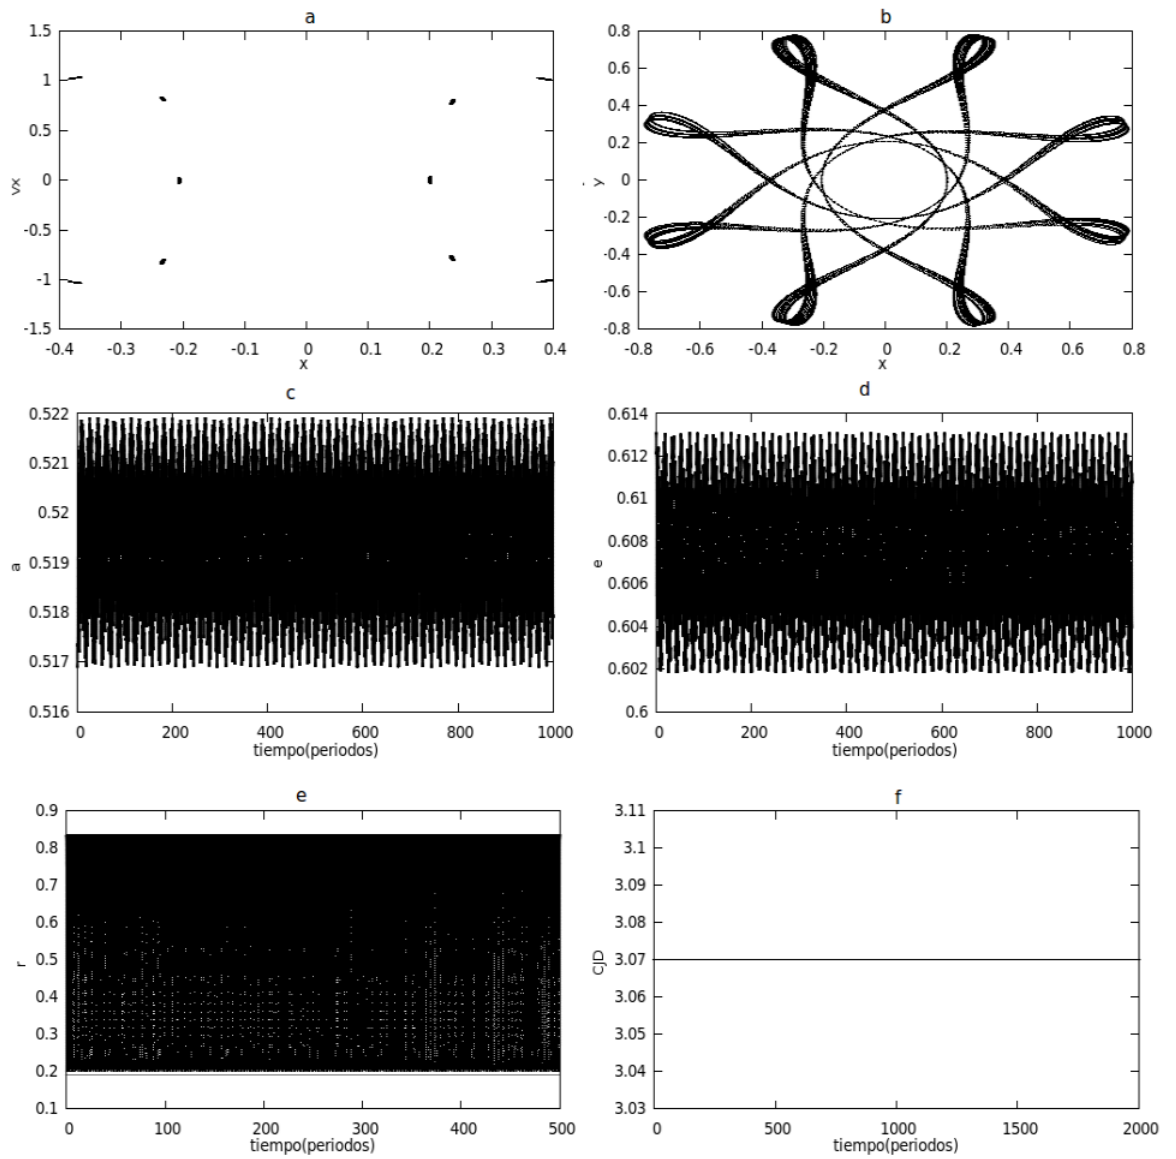 a
1.5
1
0.5
0
-0.5
-1
-1.5
vx
-0.4 -0.3 -0.2 -0.1 0 0.1 0.2 0.3 0.4
x
b
0.8
0.6
0.4
0.2
0
-0.2
-0.4
-0.6
-0.8
y
-0.8 -0.6 -0.4 -0.2 0 0.2 0.4 0.6 0.8
x
c
0.522
0.521
0.52
0.519
0.518
0.517
0.516
a
0 200 400 600 800 1000
tiempo(periodos)
d
0.614
0.612
0.61
0.608
0.606
0.604
0.602
0.6
e
0 200 400 600 800 1000
tiempo(periodos)
e
0.9
0.8
0.7
0.6
0.5
0.4
0.3
0.2
0.1
r
0 100 200 300 400 500
tiempo(periodos)
f
3.11
3.1
3.09
3.08
3.07
3.06
3.05
3.04
3.03
CJD
0 500 1000 1500 2000
tiempo(periodos)